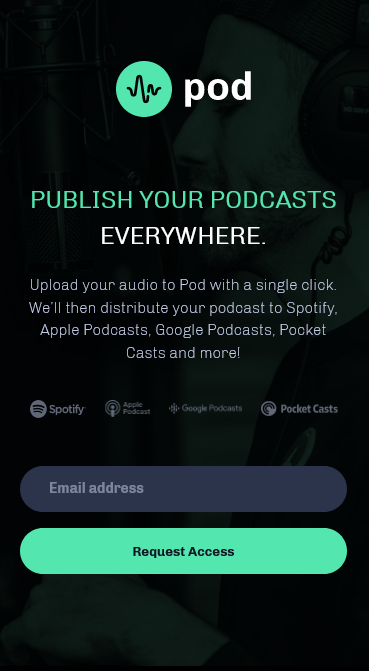 pod
PUBLISH YOUR PODCASTS
EVERYWHERE.
Upload your audio to Pod with a single click.
We’ll then distribute your podcast to Spotify,
Apple Podcasts, Google Podcasts, Pocket
Casts and more!
Spotify
Apple
Podcast
Google Podcasts
Pocket Casts
Email address
Request Access